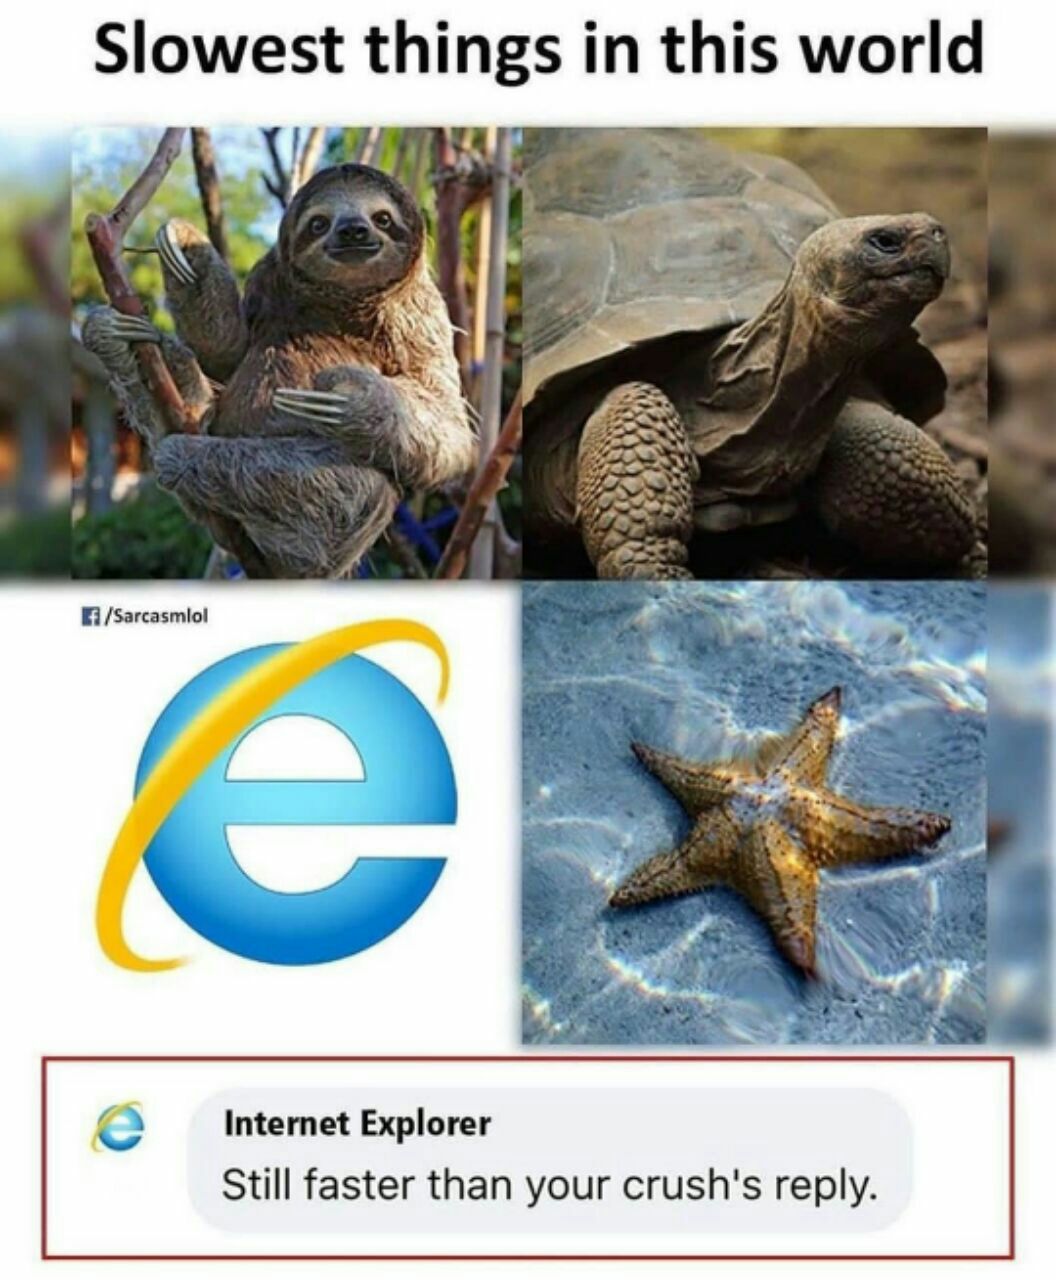 Slowest things in this world
f/Sarcasmlol
Internet Explorer
Still faster than your crush's reply.